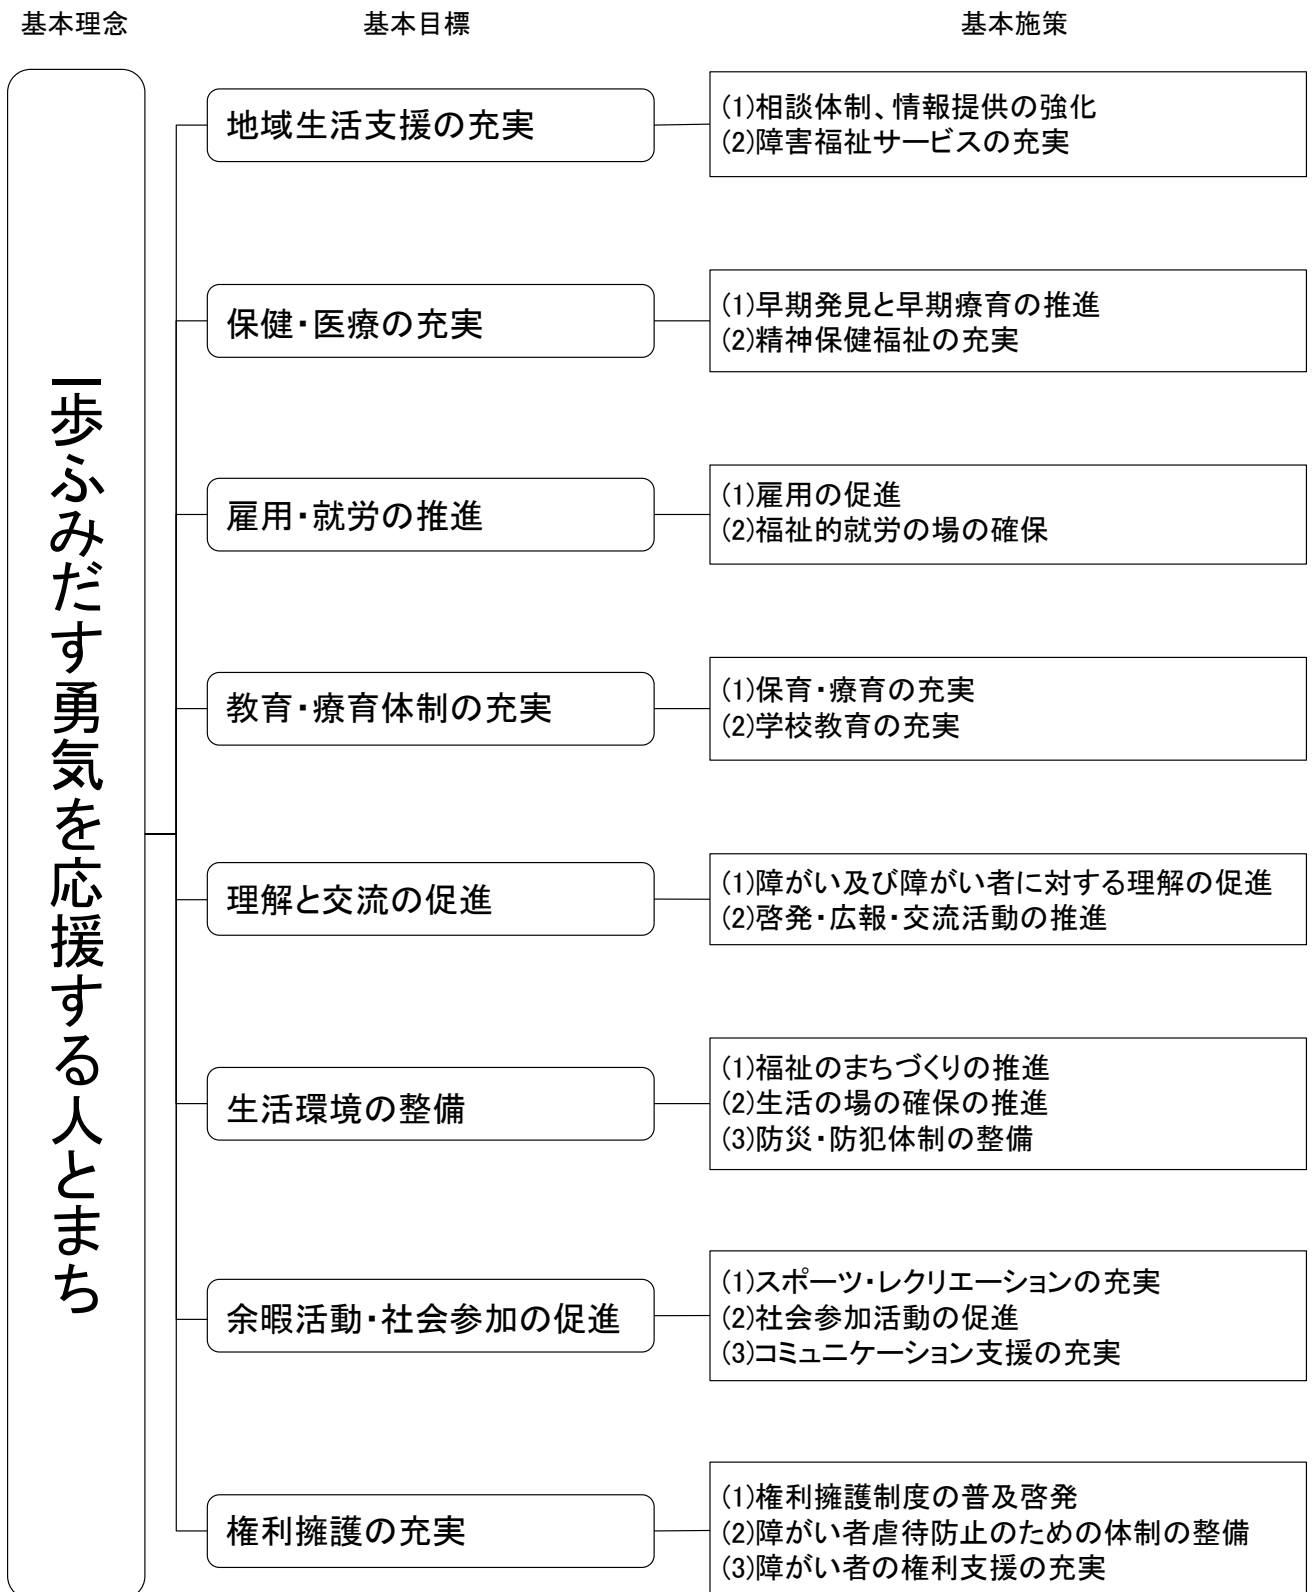 基本理念
基本目標
基本施策
一歩ふみだす勇気を応援する人とまち
地域生活支援の充実
(1)相談体制、情報提供の強化
(2)障害福祉サービスの充実
保健・医療の充実
(1)早期発見と早期療育の推進
(2)精神保健福祉の充実
雇用・就労の推進
(1)雇用の促進
(2)福祉的就労の場の確保
教育・療育体制の充実
(1)保育・療育の充実
(2)学校教育の充実
理解と交流の促進
(1)障がい及び障がい者に対する理解の促進
(2)啓発・広報・交流活動の推進
生活環境の整備
(1)福祉のまちづくりの推進
(2)生活の場の確保の推進
(3)防災・防犯体制の整備
余暇活動・社会参加の促進
(1)スポーツ・レクリエーションの充実
(2)社会参加活動の促進
(3)コミュニケーション支援の充実
権利擁護の充実
(1)権利擁護制度の普及啓発
(2)障がい者虐待防止のための体制の整備
(3)障がい者の権利支援の充実